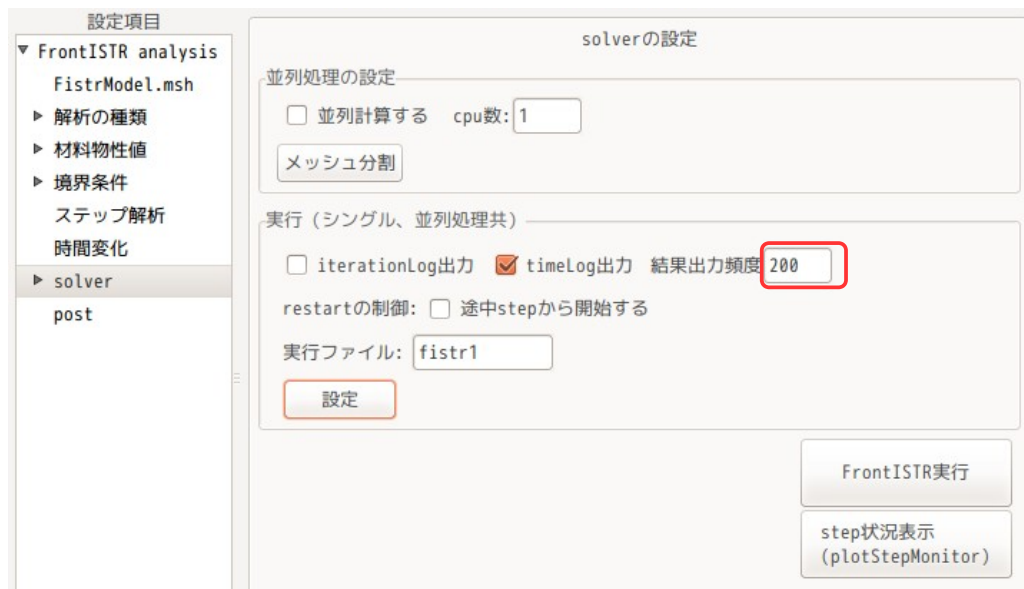 設定項目
FrontISTR analysis
FistrModel.msh
解析の種類
材料物性値
境界条件
ステップ解析
時間変化
solver
post
solverの設定
並列処理の設定
並列計算する cpu数: 1
メッシュ分割
実行（シングル、並列処理共）
iterationLog出力 timeLog出力 結果出力頻度 200
restartの制御: 途中stepから開始する
実行ファイル: fistr1
設定
FrontISTR実行
step状況表示
(plotStepMonitor)